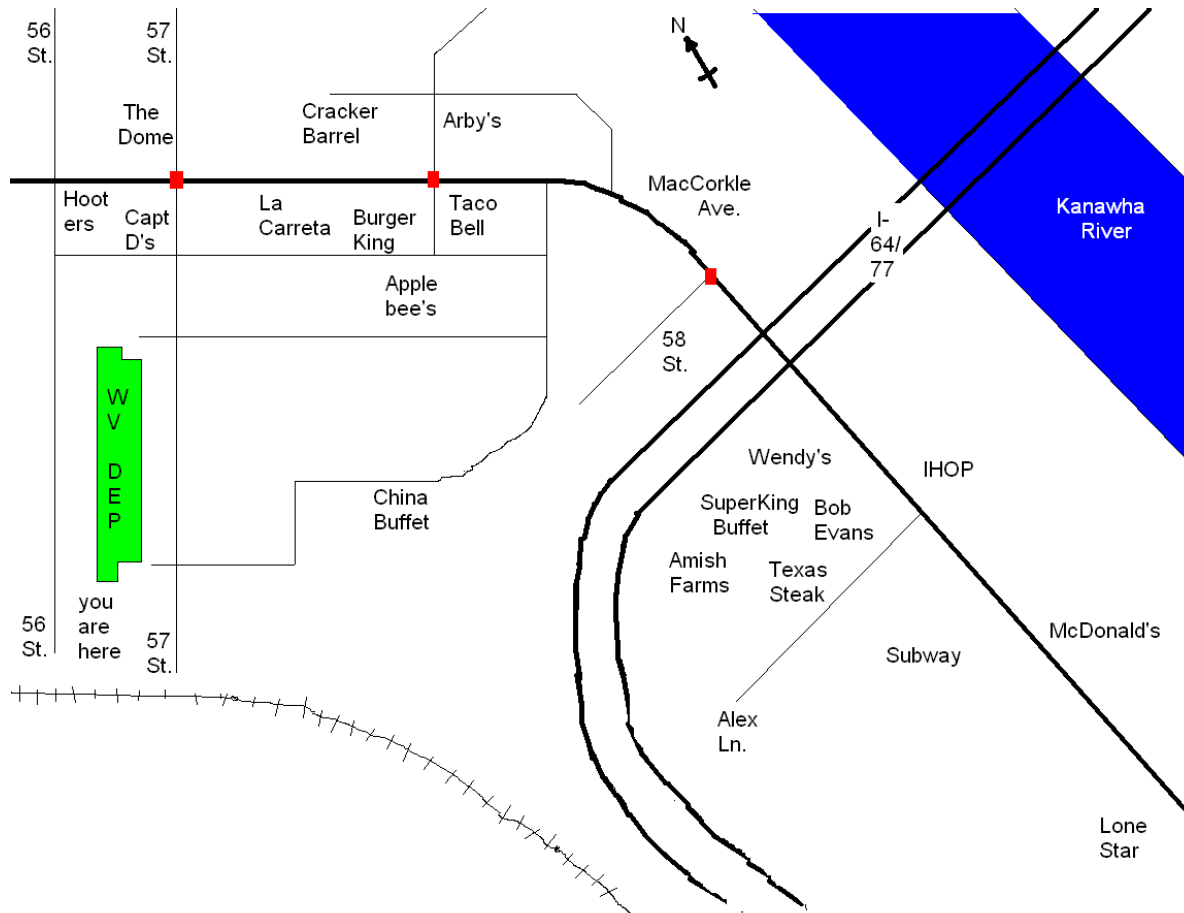 56
St.
57
St.
N
The
Dome
Cracker
Barrel
Arby's
MacCorkle
Ave.
Hoot
ers
Capt
D's
La
Carreta
Burger
King
Taco
Bell
I-
64/
77
Kanawha
River
Apple
bee's
58
St.
W
V
D
E
P
China
Buffet
Wendy's
IHOP
SuperKing
Buffet
Bob
Evans
Amish
Farms
Texas
Steak
you
are
here
56
St.
57
St.
McDonald's
Subway
Alex
Ln.
Lone
Star